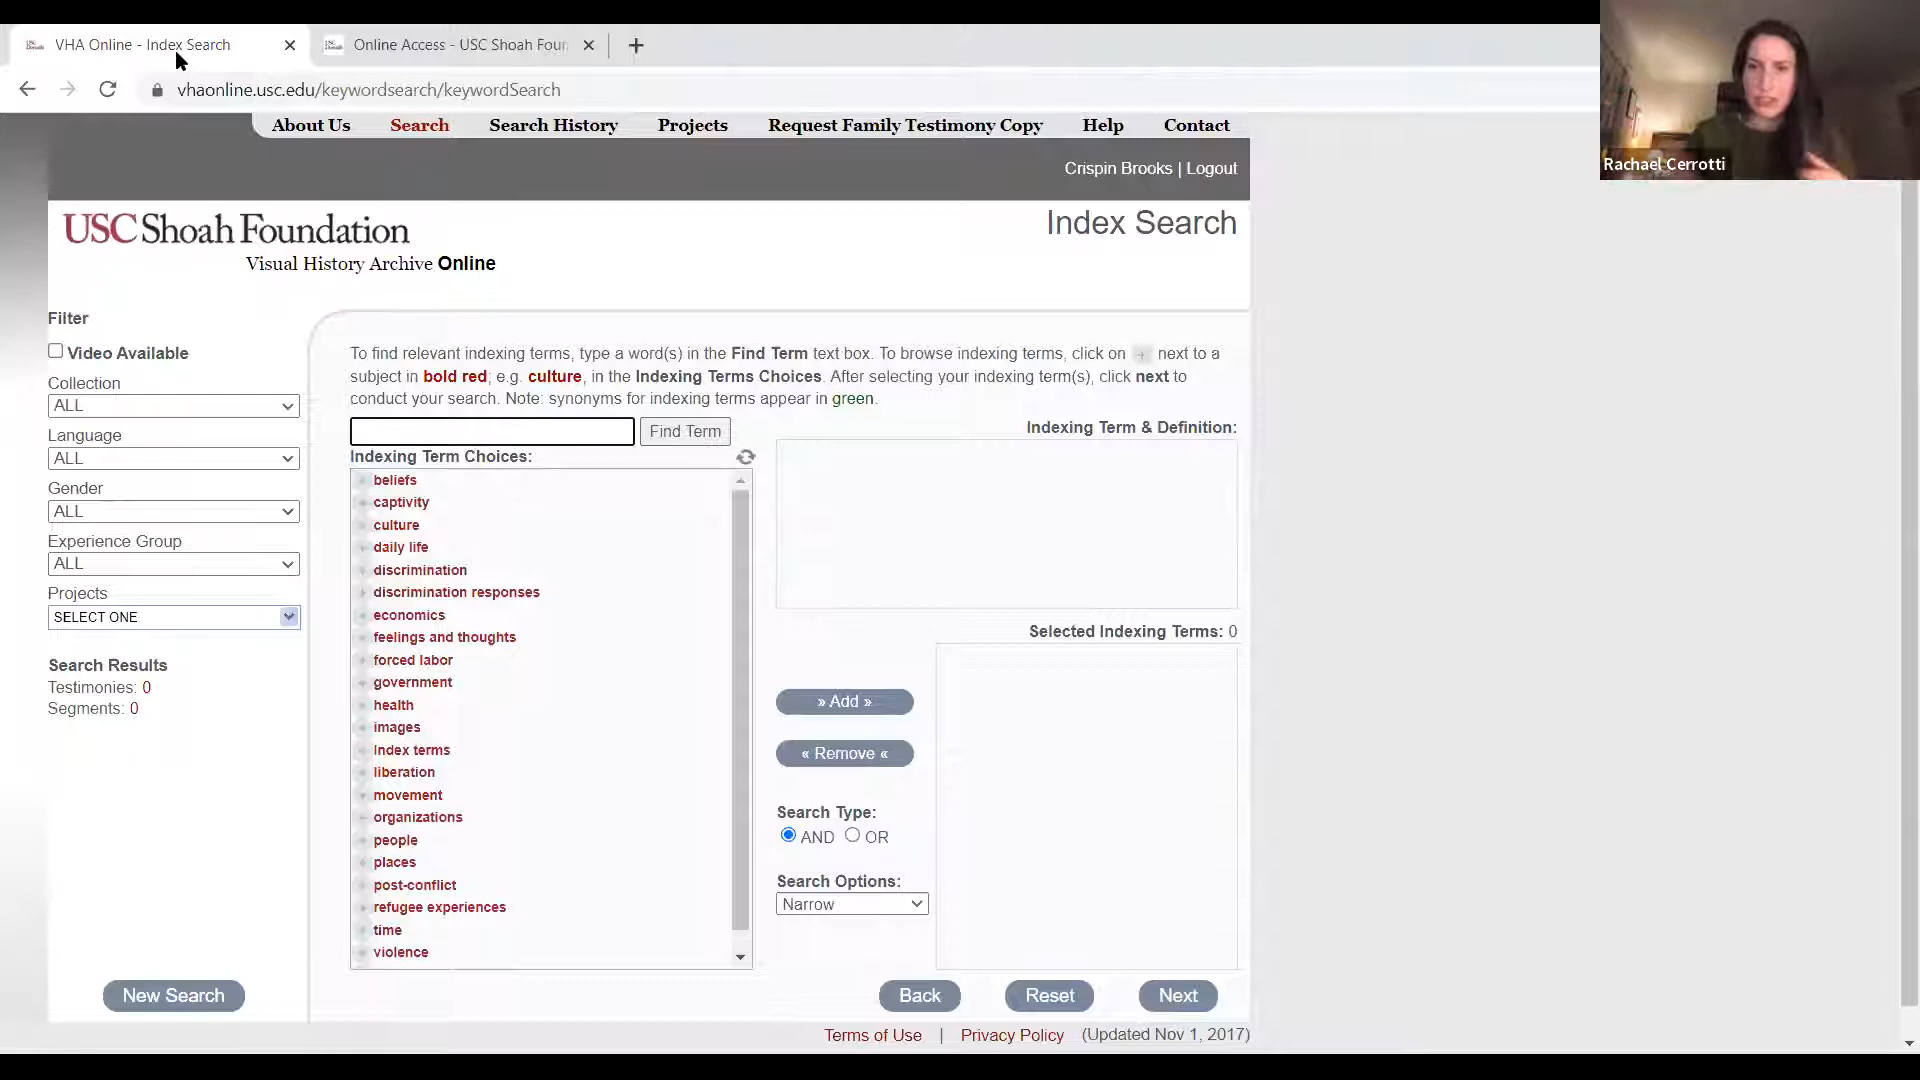 VHA Online - Index Search
Online Access - USC Shoah Four
vhaonline.usc.edu/keywordsearch/keywordSearch
Rachael Cerrotti
About Us Search Search History Projects Request Family Testimony Copy Help Contact
Crispin Brooks | Logout
USC Shoah Foundation
Visual History Archive Online
Index Search
Filter
Video Available
Collection
ALL
Language
ALL
Gender
ALL
Experience Group
ALL
Projects
SELECT ONE
Search Results
Testimonies: 0
Segments: 0
New Search
To find relevant indexing terms, type a word(s) in the Find Term text box. To browse indexing terms, click on + next to a
subject in bold red; e.g. culture, in the Indexing Terms Choices. After selecting your indexing term(s), click next to
conduct your search. Note: synonyms for indexing terms appear in green.
Find Term
Indexing Term Choices:
beliefs
captivity
culture
daily life
discrimination
discrimination responses
economics
feelings and thoughts
forced labor
government
health
images
Index terms
liberation
movement
organizations
people
places
post-conflict
refugee experiences
time
violence
Indexing Term & Definition:
Selected Indexing Terms: 0
» Add »
« Remove «
Search Type:
AND OR
Search Options:
Narrow
Back Reset Next
Terms of Use | Privacy Policy (Updated Nov 1, 2017)